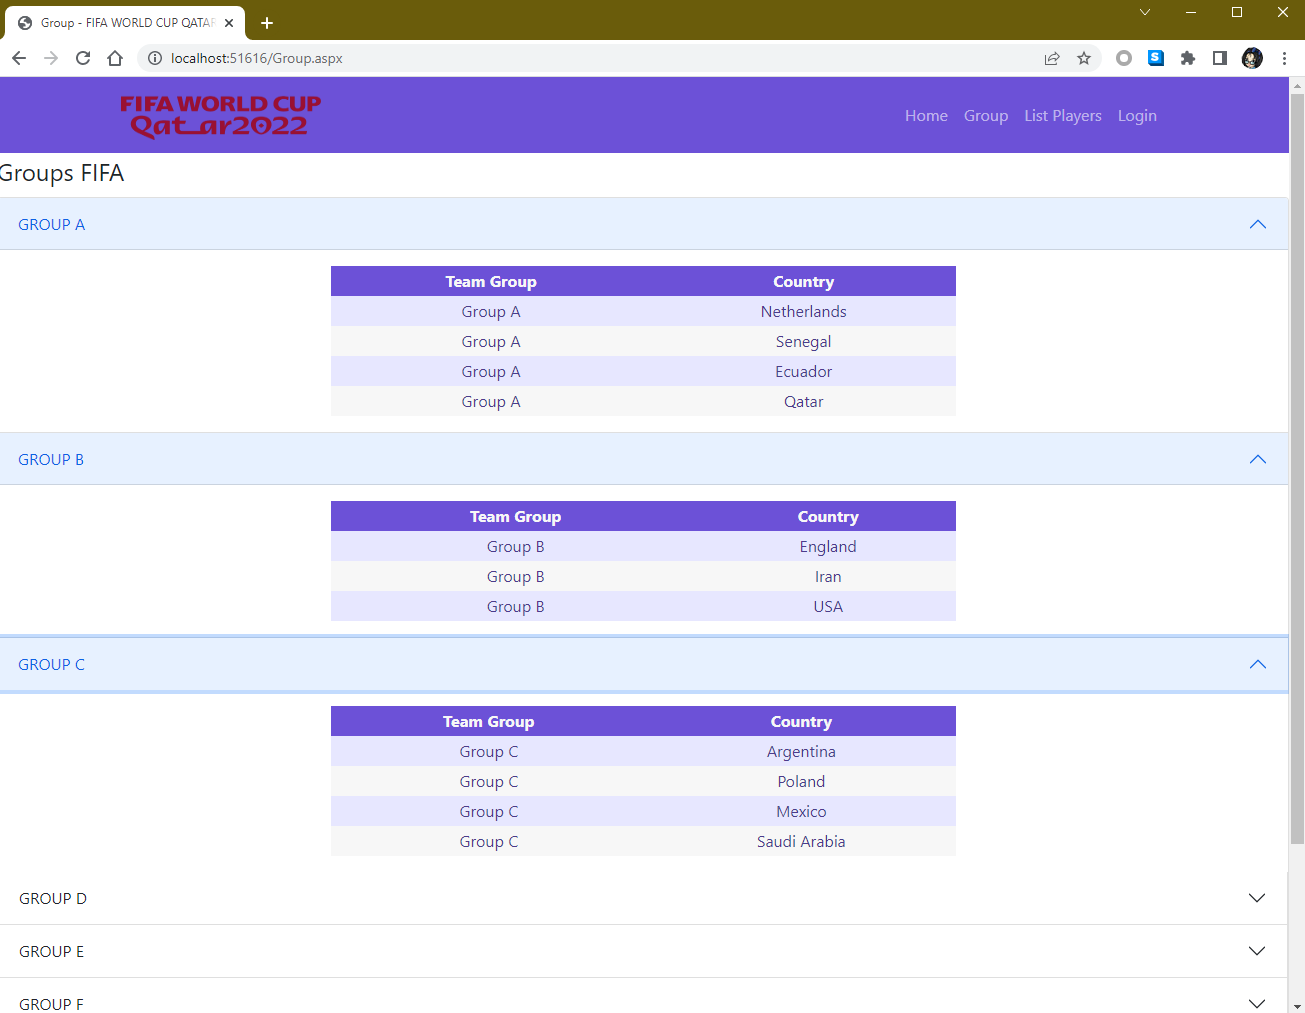 Group - FIFA WORLD CUP QATAR
localhost:51616/Group.aspx
S
FIFA WORLD CUP
Qatar2022
Home Group List Players Login
Groups FIFA
GROUP A
Team Group Country
Group A Netherlands
Group A Senegal
Group A Ecuador
Group A Qatar
GROUP B
Team Group Country
Group B England
Group B Iran
Group B USA
GROUP C
Team Group Country
Group C Argentina
Group C Poland
Group C Mexico
Group C Saudi Arabia
GROUP D
GROUP E
GROUP F